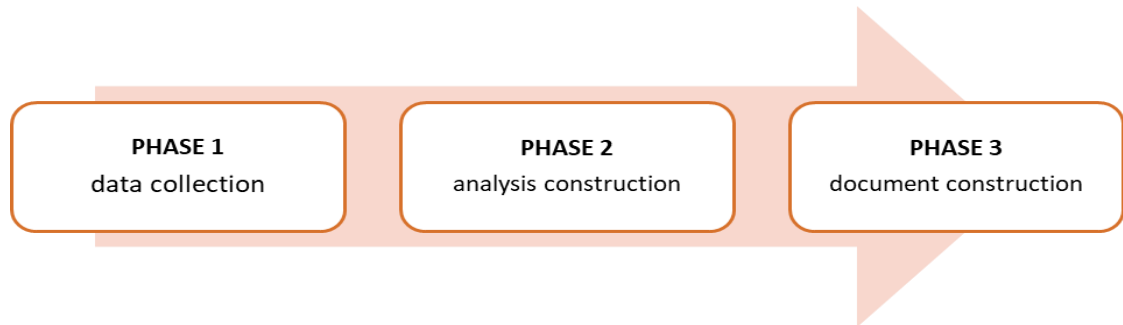 PHASE 1
data collection
PHASE 2
analysis construction
PHASE 3
document construction